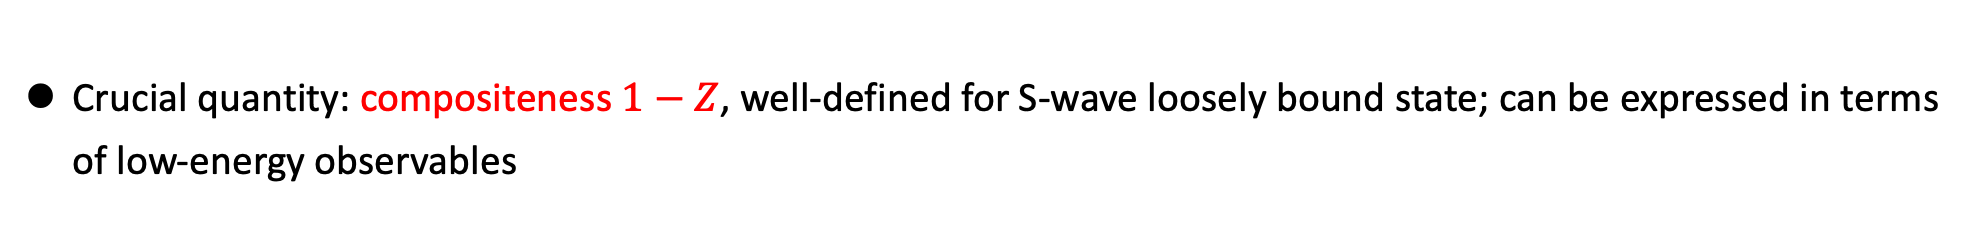 ● Crucial quantity: compositeness 1 − Z, well-defined for S-wave loosely bound state; can be expressed in terms
of low-energy observables